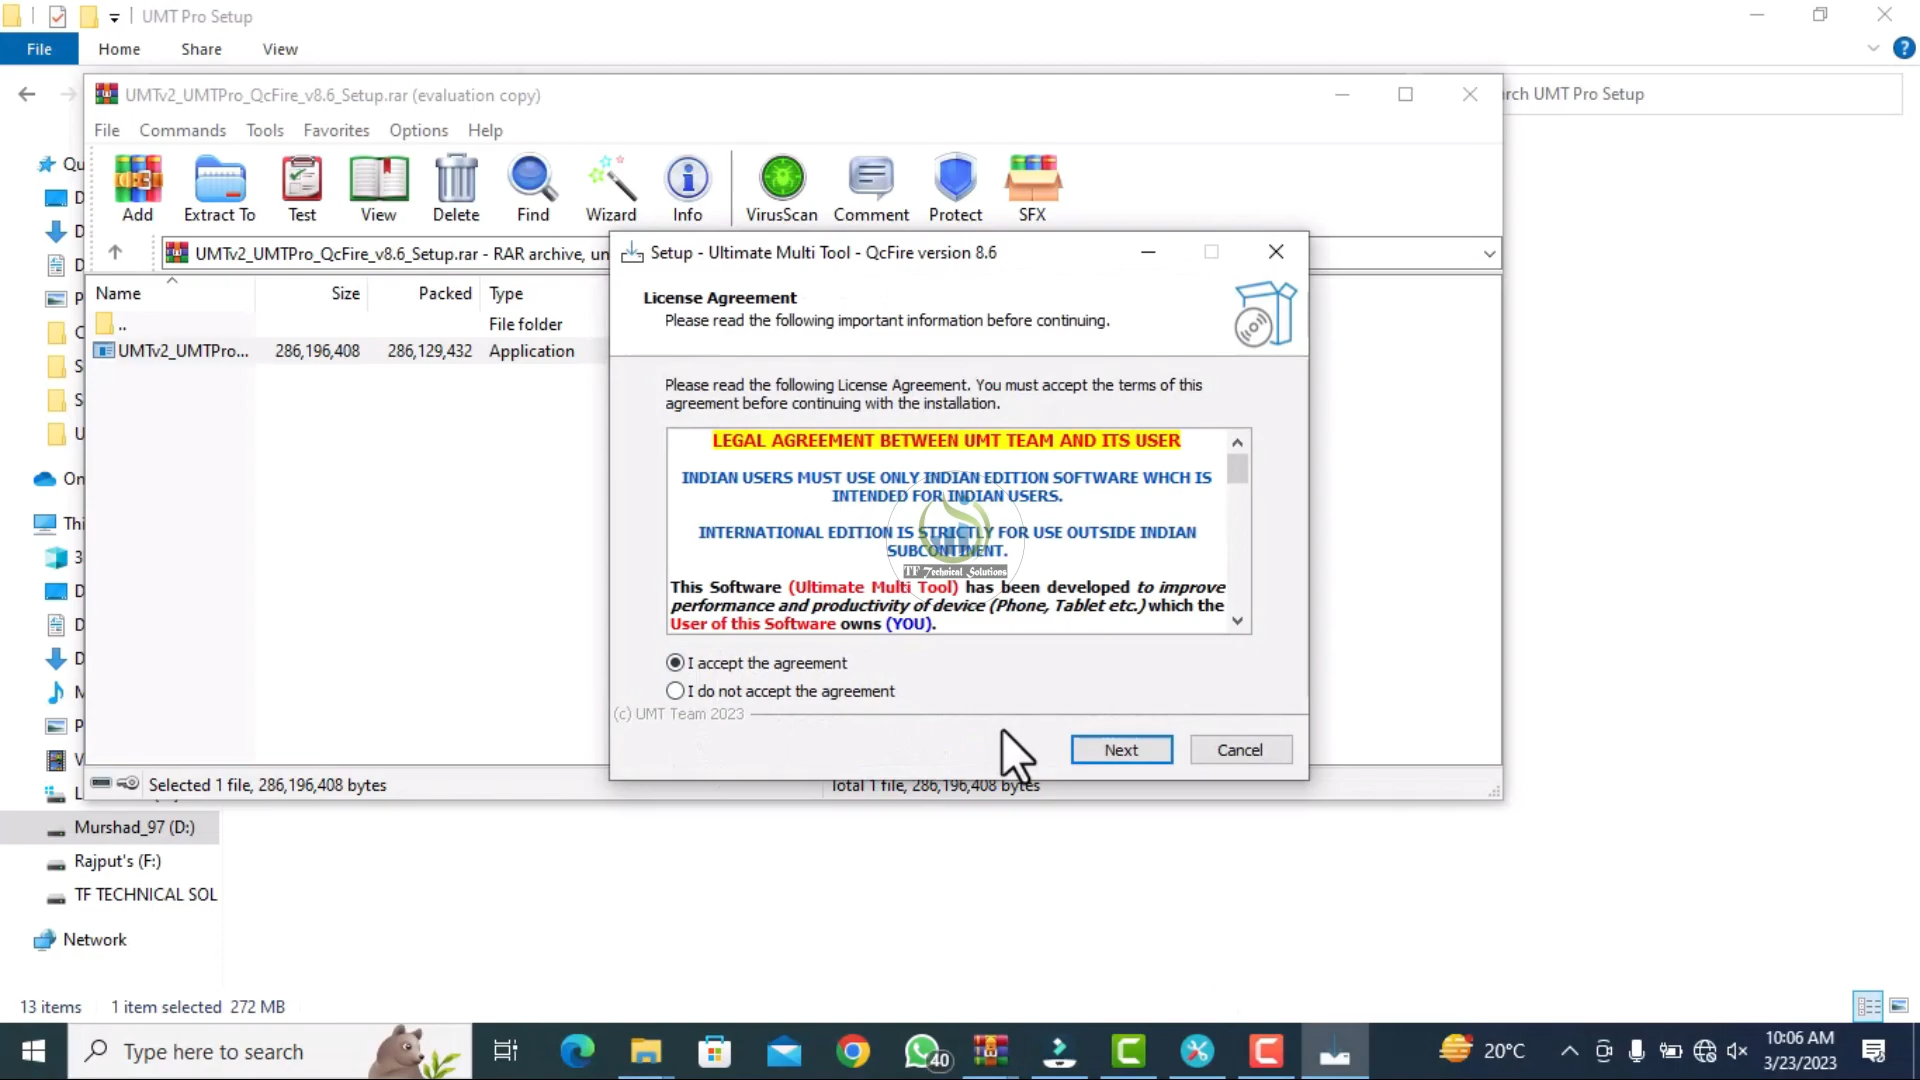 UMT Pro Setup
File
Home
Share
View
UMTv2_UMTPro_QcFire_v8.6_Setup.rar (evaluation copy)
rch UMT Pro Setup
File
Commands
Tools
Favorites
Options
Help
Add
Extract To
Test
View
Delete
Find
Wizard
Info
VirusScan
Comment
Protect
SFX
UMTv2_UMTPro_QcFire_v8.6_Setup.rar - RAR archive, un
Name
Size
Packed
Type
..
File folder
UMTv2_UMTPro...
286,196,408
286,129,432
Application
Setup - Ultimate Multi Tool - QcFire version 8.6
License Agreement
Please read the following important information before continuing.
Please read the following License Agreement. You must accept the terms of this
agreement before continuing with the installation.
LEGAL AGREEMENT BETWEEN UMT TEAM AND ITS USER
INDIAN USERS MUST USE ONLY INDIAN EDITION SOFTWARE WHCH IS
INTENDED FOR INDIAN USERS.
INTERNATIONAL EDITION IS STRICTLY FOR USE OUTSIDE INDIAN
SUBCONTINENT.
TF Technical Solutions
This Software (Ultimate Multi Tool) has been developed to improve
performance and productivity of device (Phone, Tablet etc.) which the
User of this Software owns (YOU).
I accept the agreement
I do not accept the agreement
(c) UMT Team 2023
Next
Cancel
Selected 1 file, 286,196,408 bytes
Total 1 file, 286,196,408 bytes
Qu
D
D
D
P
C
S
S
U
On
Thi
3
D
D
D
M
P
V
L
Murshad_97 (D:)
Rajput's (F:)
TF TECHNICAL SOL
Network
13 items
1 item selected 272 MB
Type here to search
40
20°C
10:06 AM
3/23/2023